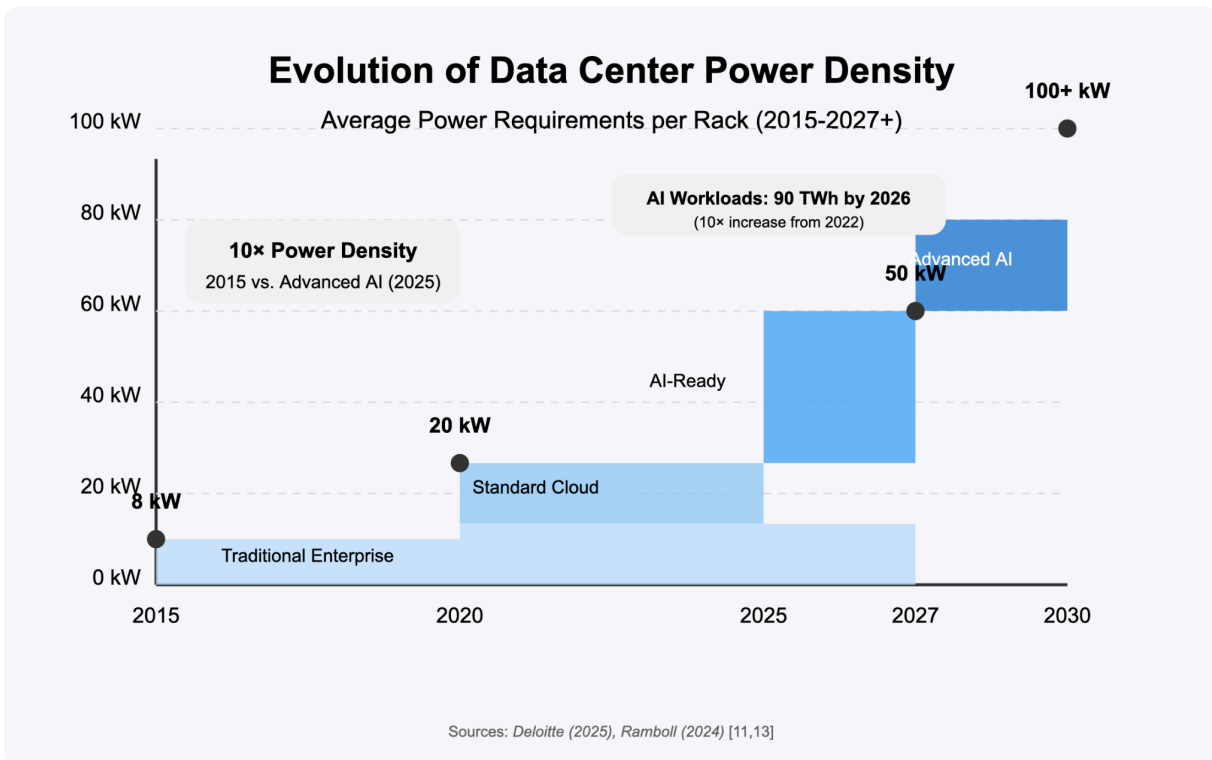 Evolution of Data Center Power Density
100+ kW
100 kW
Average Power Requirements per Rack (2015-2027+)
AI Workloads: 90 TWh by 2026
(10× increase from 2022)
80 kW
10× Power Density
2015 vs. Advanced AI (2025)
Advanced AI
50 kW
60 kW
AI-Ready
40 kW
20 kW
20 kW
Standard Cloud
8 kW
Traditional Enterprise
0 kW
2015
2020
2025
2027
2030
Sources: Deloitte (2025), Ramboll (2024) [11,13]